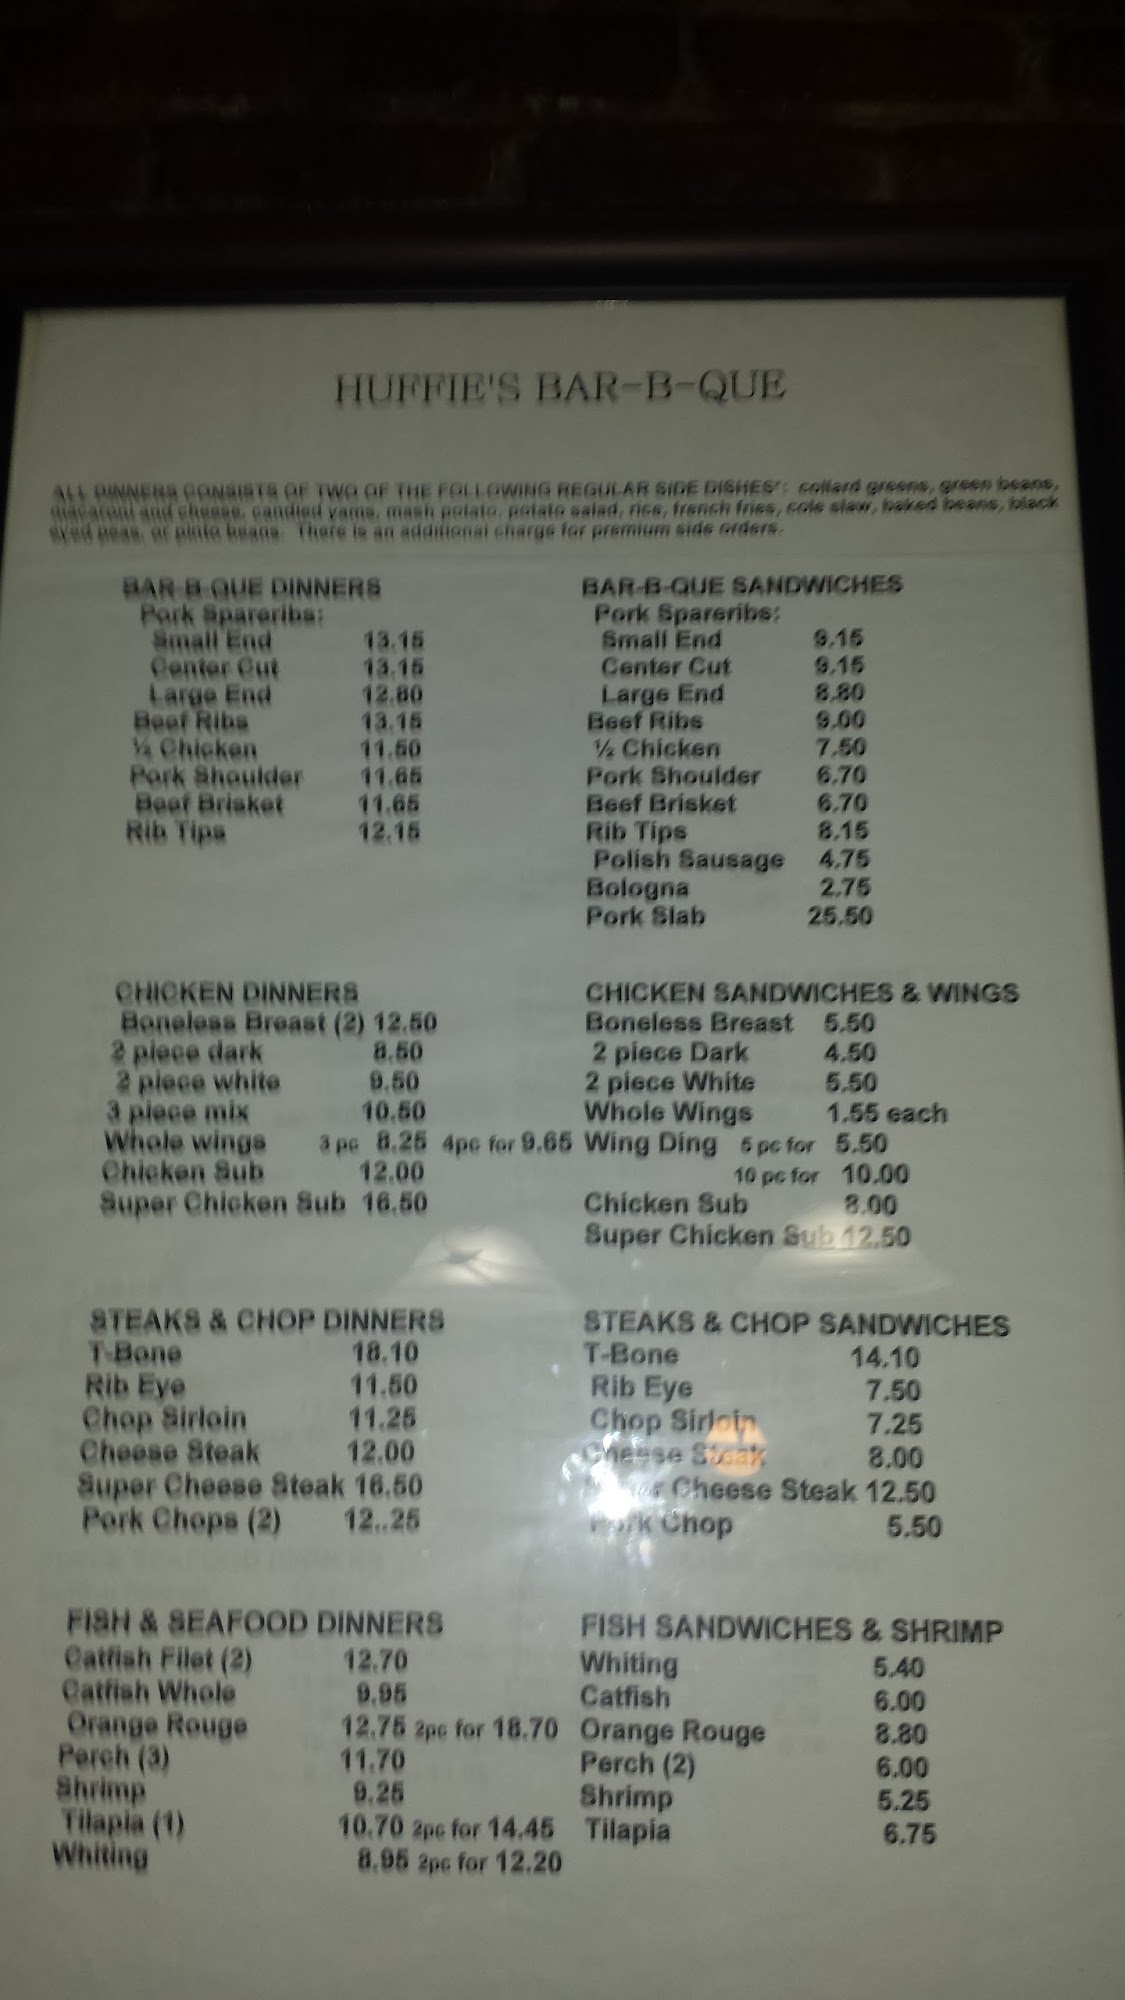 HUFFIE'S BAR-B-QUE
ALL DINNERS CONSISTS OF TWO OF THE FOLLOWING REGULAR SIDE DISHES*: collard greens, green beans,
macaroni and cheese, candied yams, mash potato, potato salad, rice, french fries, cole slaw, baked beans, black
eyed peas, or pinto beans. There is an additional charge for premium side orders.
BAR-B-QUE DINNERS
Pork Spareribs:
Small End 13.15
Center Cut 13.15
Large End 12.80
Beef Ribs 13.15
½ Chicken 11.50
Pork Shoulder 11.65
Beef Brisket 11.65
Rib Tips 12.15
BAR-B-QUE SANDWICHES
Pork Spareribs:
Small End 9.15
Center Cut 9.15
Large End 8.80
Beef Ribs 9.00
½ Chicken 7.50
Pork Shoulder 6.70
Beef Brisket 6.70
Rib Tips 8.15
Polish Sausage 4.75
Bologna 2.75
Pork Slab 25.50
CHICKEN DINNERS
Boneless Breast (2) 12.50
2 piece dark 8.50
2 piece white 9.50
3 piece mix 10.50
Whole wings 3 pc 8.25 4pc for 9.65
Chicken Sub 12.00
Super Chicken Sub 16.50
CHICKEN SANDWICHES & WINGS
Boneless Breast 5.50
2 piece Dark 4.50
2 piece White 5.50
Whole Wings 1.55 each
Wing Ding 5 pc for 5.50
10 pc for 10.00
Chicken Sub 8.00
Super Chicken Sub 12.50
STEAKS & CHOP DINNERS
T-Bone 18.10
Rib Eye 11.50
Chop Sirloin 11.25
Cheese Steak 12.00
Super Cheese Steak 16.50
Pork Chops (2) 12..25
STEAKS & CHOP SANDWICHES
T-Bone 14.10
Rib Eye 7.50
Chop Sirloin 7.25
Cheese Steak 8.00
Super Cheese Steak 12.50
Pork Chop 5.50
FISH & SEAFOOD DINNERS
Catfish Filet (2) 12.70
Catfish Whole 9.95
Orange Rouge 12.75 2pc for 18.70
Perch (3) 11.70
Shrimp 9.25
Tilapia (1) 10.70 2pc for 14.45
Whiting 8.95 2pc for 12.20
FISH SANDWICHES & SHRIMP
Whiting 5.40
Catfish 6.00
Orange Rouge 8.80
Perch (2) 6.00
Shrimp 5.25
Tilapia 6.75